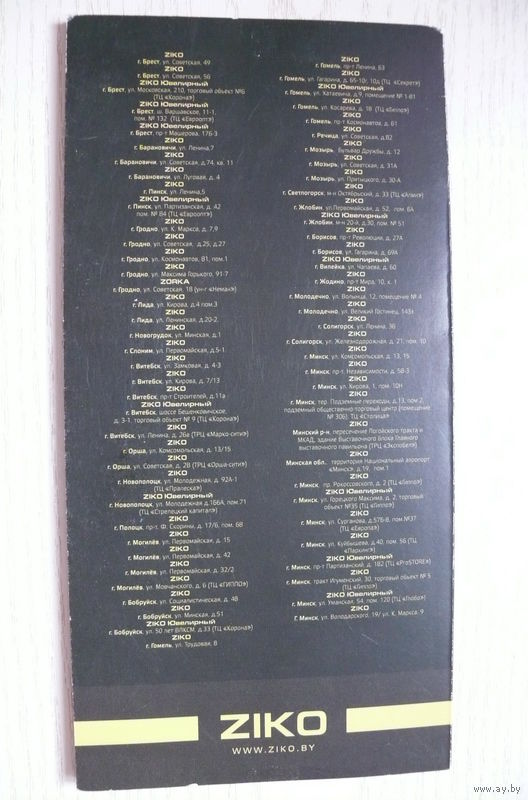 ZIKO
г. Брест, ул. Советская, 49
ZIKO
г. Брест, ул. Советская, 56
ZIKO Ювелирный
г. Брест, ул. Московская, 210, торговый объект №6
(ТЦ «Корона»)
ZIKO Ювелирный
г. Брест, ш. Варшавское, 11-1,
пом. № 132 (ТЦ «Евроопт»)
ZIKO Ювелирный
г. Брест, пр-т Машерова, 17б-3
ZIKO
г. Барановичи, ул. Ленина,7
ZIKO
г. Барановичи, ул. Советская, д.74, кв. 11
ZIKO
г. Барановичи, ул. Луговая, д. 4
ZIKO
г. Пинск, ул. Ленина,5
ZIKO Ювелирный
г. Пинск, ул. Партизанская, д. 42
пом. № 84 (ТЦ «Евроопт»)
ZIKO
г. Гродно, ул. К. Маркса, д. 7,9
ZIKO
г. Гродно, ул. Советская, д.25, д.27
ZIKO
г. Гродно, ул. Космонавтов, 81, пом.1
ZIKO
г. Гродно, ул. Максима Горького, 91-7
ZORKA
г. Гродно, ул. Советская, 18 (ун-г «Неман»)
ZIKO
г. Лида, ул. Кирова, д.4 пом.3
ZIKO
г. Лида, ул. Ленинская, д.20-2
ZIKO
г. Новогрудок, ул. Минская, д.1
ZIKO
г. Слоним, ул. Первомайская, д.5-1
ZIKO
г. Витебск, ул. Замковая, д. 4-3
ZIKO
г. Витебск, ул. Кирова, д. 7/13
ZIKO
г. Витебск, пр-т Строителей, д.11а
ZIKO Ювелирный
г. Витебск, шоссе Бешенковичское,
д. 3-1, торговый объект № 9 (ТЦ «Корона»)
ZIKO
г. Витебск, ул. Ленина, д. 26а (ТРЦ «Марко-сити»)
ZIKO
г. Орша, ул. Комсомольская, д. 13/15
ZIKO
г. Орша, ул. Советская, д. 2В (ТРЦ «Орша-сити»)
ZIKO
г. Новополоцк, ул. Молодежная, д. 92А-1
(ТЦ «Пралеска»)
ZIKO Ювелирный
г. Новополоцк, ул. Молодежная д.166А, пом.71
(ТЦ «Стрелецкий капитал»)
ZIKO
г. Полоцк, пр-т. Ф. Скорины, д. 17/6, пом. 68
ZIKO
г. Могилёв, ул. Первомайская, д. 15
ZIKO
г. Могилёв, ул. Первомайская, д. 42
ZIKO
г. Могилёв, ул. Первомайская, д. 32/2
ZIKO
г. Могилёв, ул. Мовчанского, д. 6 (ТЦ «ГИППО»)
ZIKO
г. Бобруйск, ул. Социалистическая, д. 48
ZIKO
г. Бобруйск, ул. Минская, д.51
ZIKO Ювелирный
г. Бобруйск, ул. 50 лет ВЛКСМ, д.33 (ТЦ «Корона»)
ZIKO
г. Гомель, ул. Трудовая, 8
ZIKO
г. Гомель, пр-т Ленина, 63
ZIKO
г. Гомель, ул. Гагарина, д. 65-10г, 10д (ТЦ «Секрет»)
ZIKO Ювелирный
г. Гомель, ул. Хатаевича, д.9, помещение № 1-81
ZIKO
г. Гомель, ул. Косарева, д. 18 (ТЦ «Гиппо»)
ZIKO
г. Гомель, пр-т Космонавтов, д. 61
ZIKO
г. Речица, ул. Советская, д.82
ZIKO
г. Мозырь, бульвар Дружбы, д. 12
ZIKO
г. Мозырь, ул. Советская, д. 31А
ZIKO
г. Мозырь, ул. Притыцкого, д. 30-А
ZIKO
г. Светлогорск, м-н Октябрьский, д. 33 (ТЦ «Алми»)
ZIKO
г. Жлобин, ул.Первомайская, д. 52, пом. 6А
ZIKO Ювелирный
г. Жлобин, м-н 20-й, д.30, пом. № 51
ZIKO
г. Борисов, пр-т Революции, д. 27А
ZIKO
г. Борисов, ул. Гагарина, д. 69А
ZIKO Ювелирный
г. Вилейка, ул. Чапаева, д. 60
ZIKO
г. Жодино, пр-т Мира, 10, к. 1
ZIKO
г. Молодечно, ул. Волынца, 12, помещение № 4
ZIKO
г. Молодечно, ул. Великий Гостинец, 143а
ZIKO
г. Солигорск, ул. Ленина, 36
ZIKO
г. Солигорск, ул. Железнодорожная, д. 21, пом. 10
ZIKO
г. Минск, ул. Комсомольская, д. 13, 15
ZIKO
г. Минск, пр-т. Независимости, д. 58-3
ZIKO
г. Минск, ул. Кирова, 1, пом. 10Н
ZIKO
г. Минск, тер. Подземные переходы, д.13, пом 2,
подземный общественно-торговый центр (помещение
№ 306), ТЦ «Столица»
ZIKO
Минский р-н, пересечение Логойского тракта и
МКАД, здание Выставочного блока Главного
выставочного павильона (ТРЦ «Экспобел»)
ZIKO
Минская обл., территория Национальный аэропорт
«Минск», д.19, пом.1
ZIKO
г. Минск, пр. Рокоссовского, д. 2 (ТЦ «Гиппо»)
ZIKO Ювелирный
г. Минск, ул. Горецкого Максима, д. 2, торговый
объект №35 (ТЦ «Гиппо»)
ZIKO
г. Минск, ул. Сурганова, д.57Б-8, пом №37
(ТЦ «Европа»)
ZIKO
г. Минск, ул. Куйбышева, д.40, пом. 56 (ТЦ
«Паркинг»)
ZIKO
г. Минск, пр-т Партизанский, д. 182 (ТЦ «ProSTORE»)
ZIKO
г. Минск, тракт Игуменский, 30, торговый объект № 5
(ТЦ «Гиппо»)
ZIKO Ювелирный
г. Минск, ул. Уманская, 54, пом. 120 (ТЦ «Глобо»)
ZIKO
Г. Минск, ул. Володарского, 19/ ул. К. Маркса, 9
ZIKO
WWW.ZIKO.BY
www.ay.by